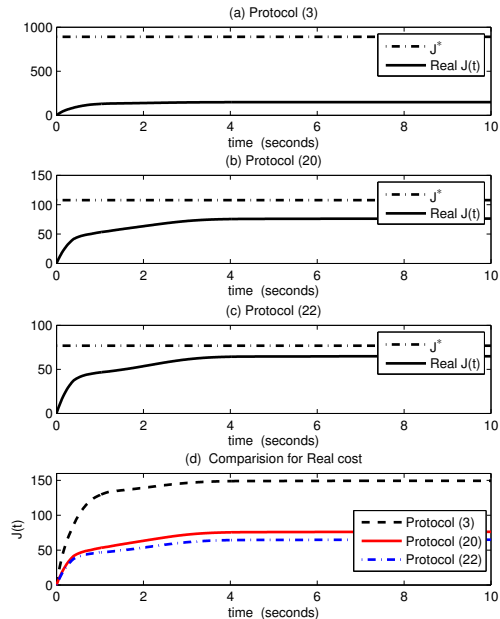 (a) Protocol (3)
1000
500
0
J*
Real J(t)
0 2 4 6 8 10
time (seconds)
(b) Protocol (20)
150
100
50
0
J*
Real J(t)
0 2 4 6 8 10
time (seconds)
(c) Protocol (22)
100
50
0
J*
Real J(t)
0 2 4 6 8 10
time (seconds)
(d) Comparision for Real cost
150
100
50
0
J(t)
Protocol (3)
Protocol (20)
Protocol (22)
0 2 4 6 8 10
time (seconds)